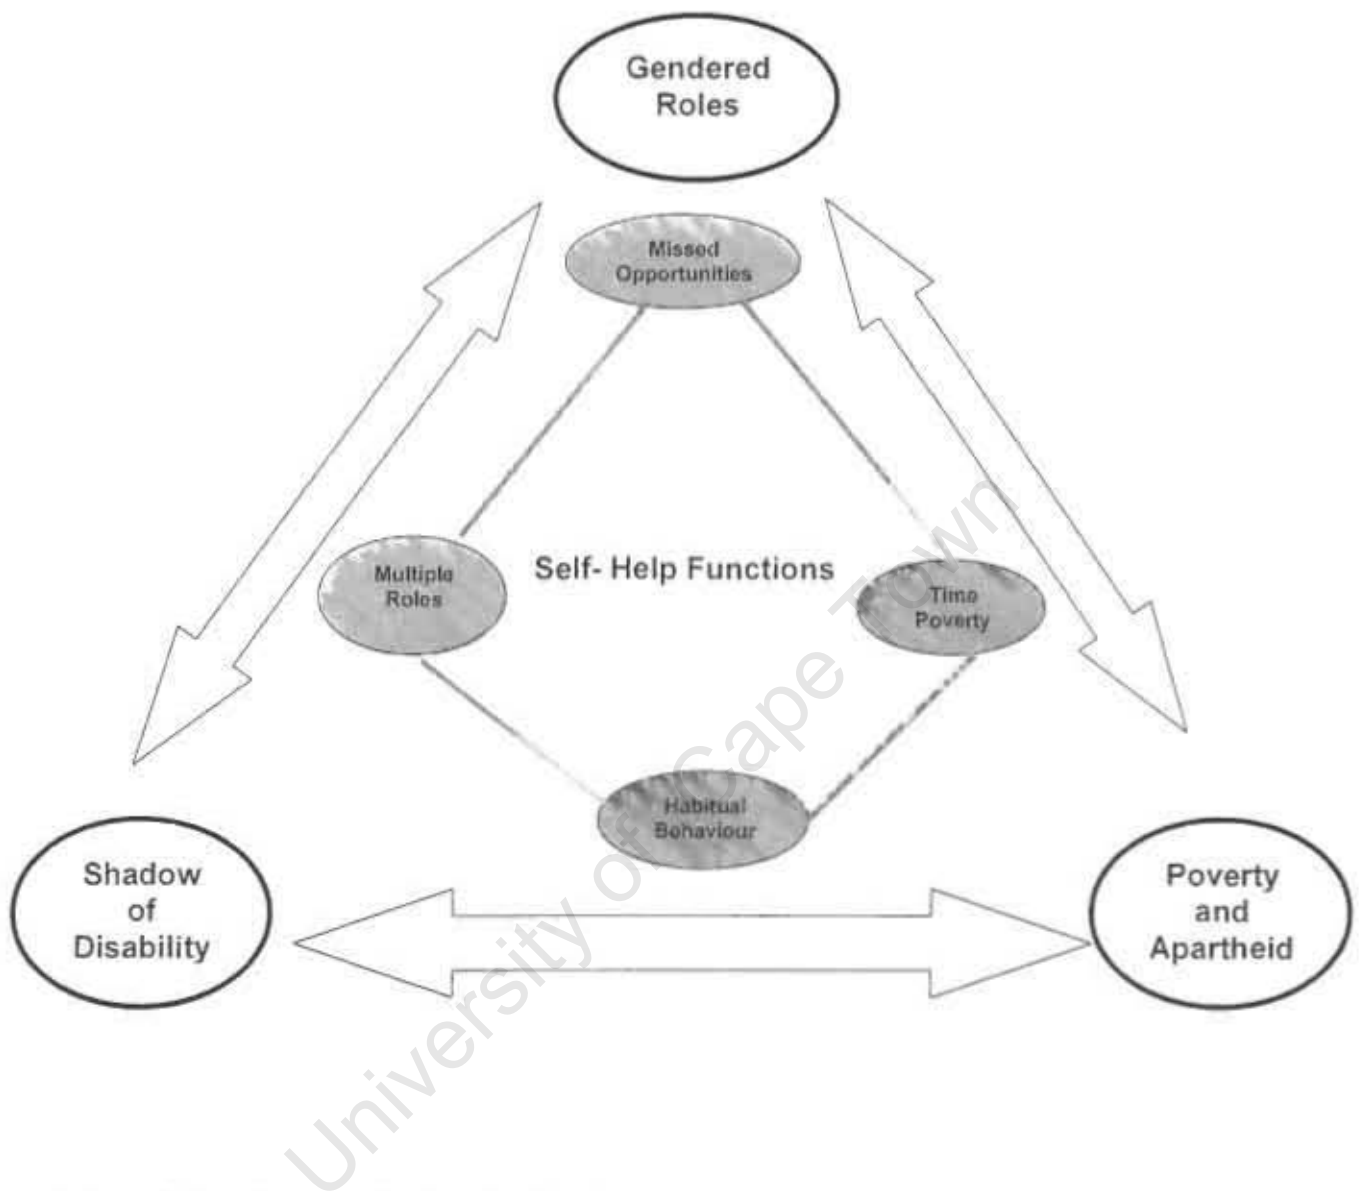 Gendered
Roles
Missed
Opportunities
Multiple
Roles
Self- Help Functions
Time
Poverty
Habitual
Behaviour
Shadow
of
Disability
Poverty
and
Apartheid
University of Cape Town